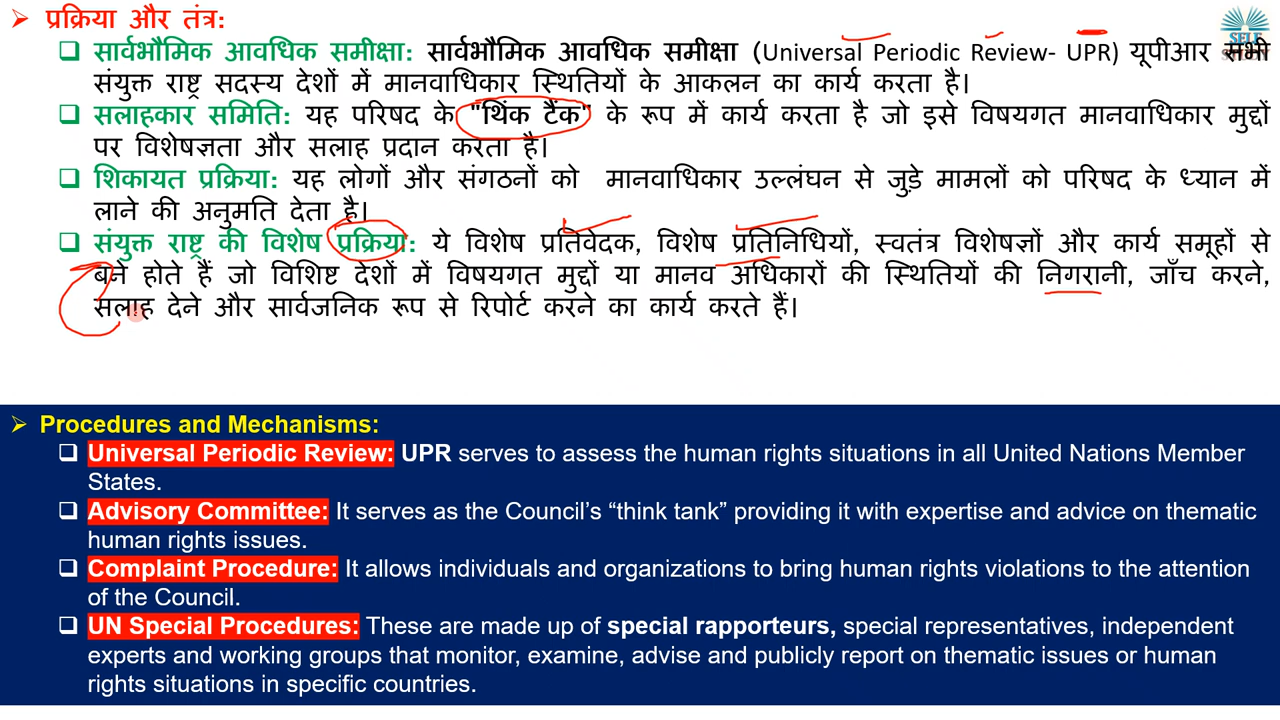 ➢ प्रक्रिया और तंत्र:
SELF STUDY
❑ सार्वभौमिक आवधिक समीक्षा: सार्वभौमिक आवधिक समीक्षा (Universal Periodic Review- UPR) यूपीआर सभी
संयुक्त राष्ट्र सदस्य देशों में मानवाधिकार स्थितियों के आकलन का कार्य करता है।
❑ सलाहकार समिति: यह परिषद के "थिंक टैंक" के रूप में कार्य करता है जो इसे विषयगत मानवाधिकार मुद्दों
पर विशेषज्ञता और सलाह प्रदान करता है।
❑ शिकायत प्रक्रिया: यह लोगों और संगठनों को मानवाधिकार उल्लंघन से जुड़े मामलों को परिषद के ध्यान में
लाने की अनुमति देता है।
❑ संयुक्त राष्ट्र की विशेष प्रक्रिया: ये विशेष प्रतिवेदक, विशेष प्रतिनिधियों, स्वतंत्र विशेषज्ञों और कार्य समूहों से
बने होते हैं जो विशिष्ट देशों में विषयगत मुद्दों या मानव अधिकारों की स्थितियों की निगरानी, जाँच करने,
सलाह देने और सार्वजनिक रूप से रिपोर्ट करने का कार्य करते हैं।
➢ Procedures and Mechanisms:
❑ Universal Periodic Review: UPR serves to assess the human rights situations in all United Nations Member
States.
❑ Advisory Committee: It serves as the Council’s “think tank” providing it with expertise and advice on thematic
human rights issues.
❑ Complaint Procedure: It allows individuals and organizations to bring human rights violations to the attention
of the Council.
❑ UN Special Procedures: These are made up of special rapporteurs, special representatives, independent
experts and working groups that monitor, examine, advise and publicly report on thematic issues or human
rights situations in specific countries.